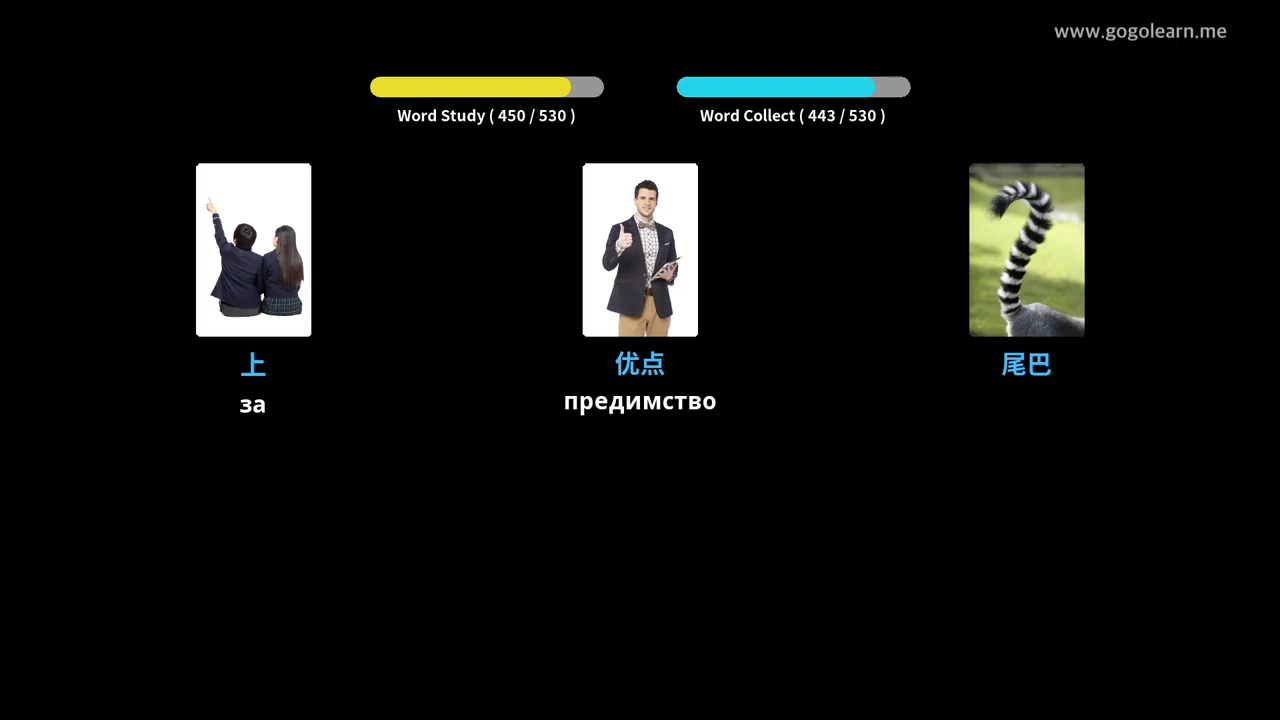 www.gogolearn.me
Word Study ( 450 / 530 )
Word Collect ( 443 / 530 )
上
за
优点
предимство
尾巴